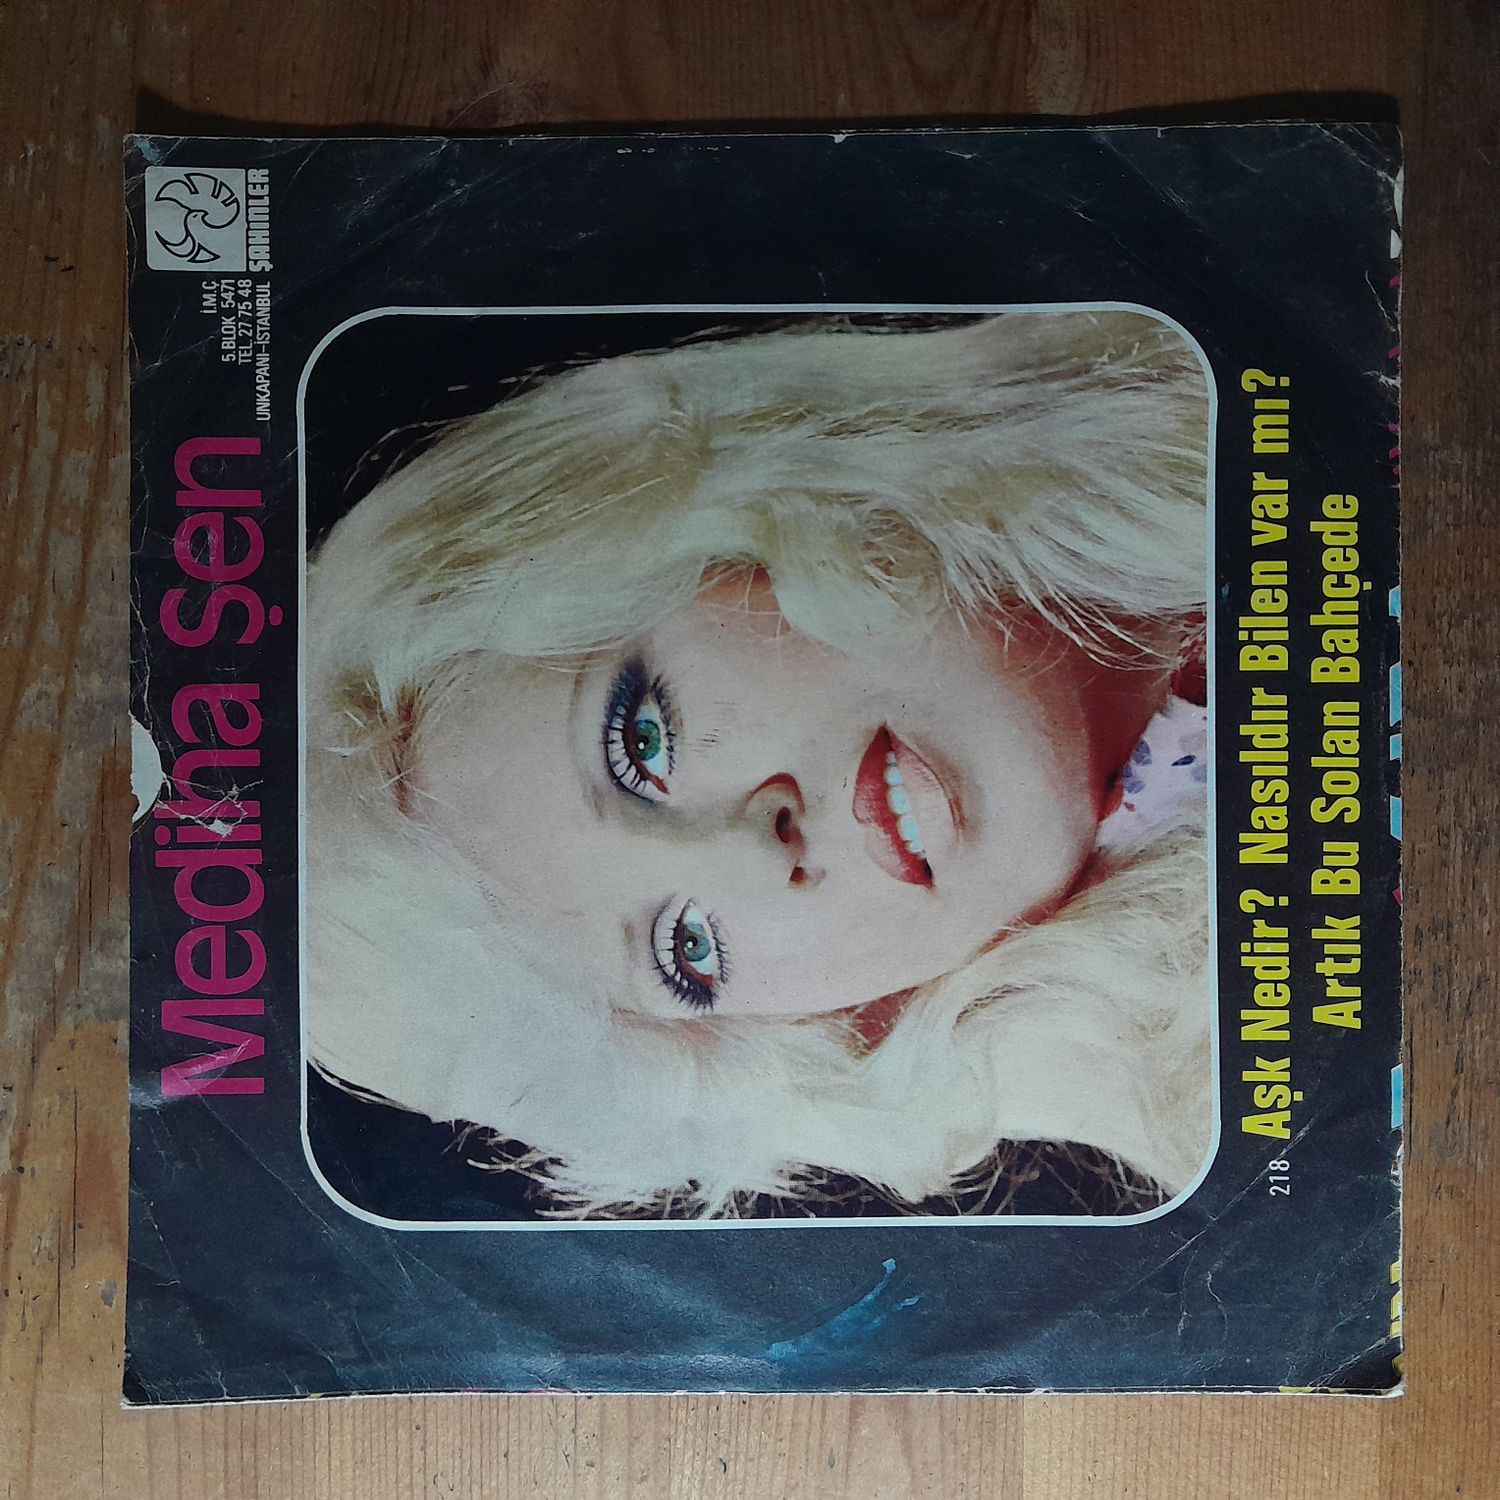 Mediha Şen
ŞAHİNLER
İ.M.Ç
5.BLOK 5471
TEL. 27 75 48
UNKAPANI-İSTANBUL
218 Aşk Nedir? Nasıldır Bilen var mı?
Artık Bu Solan Bahçede